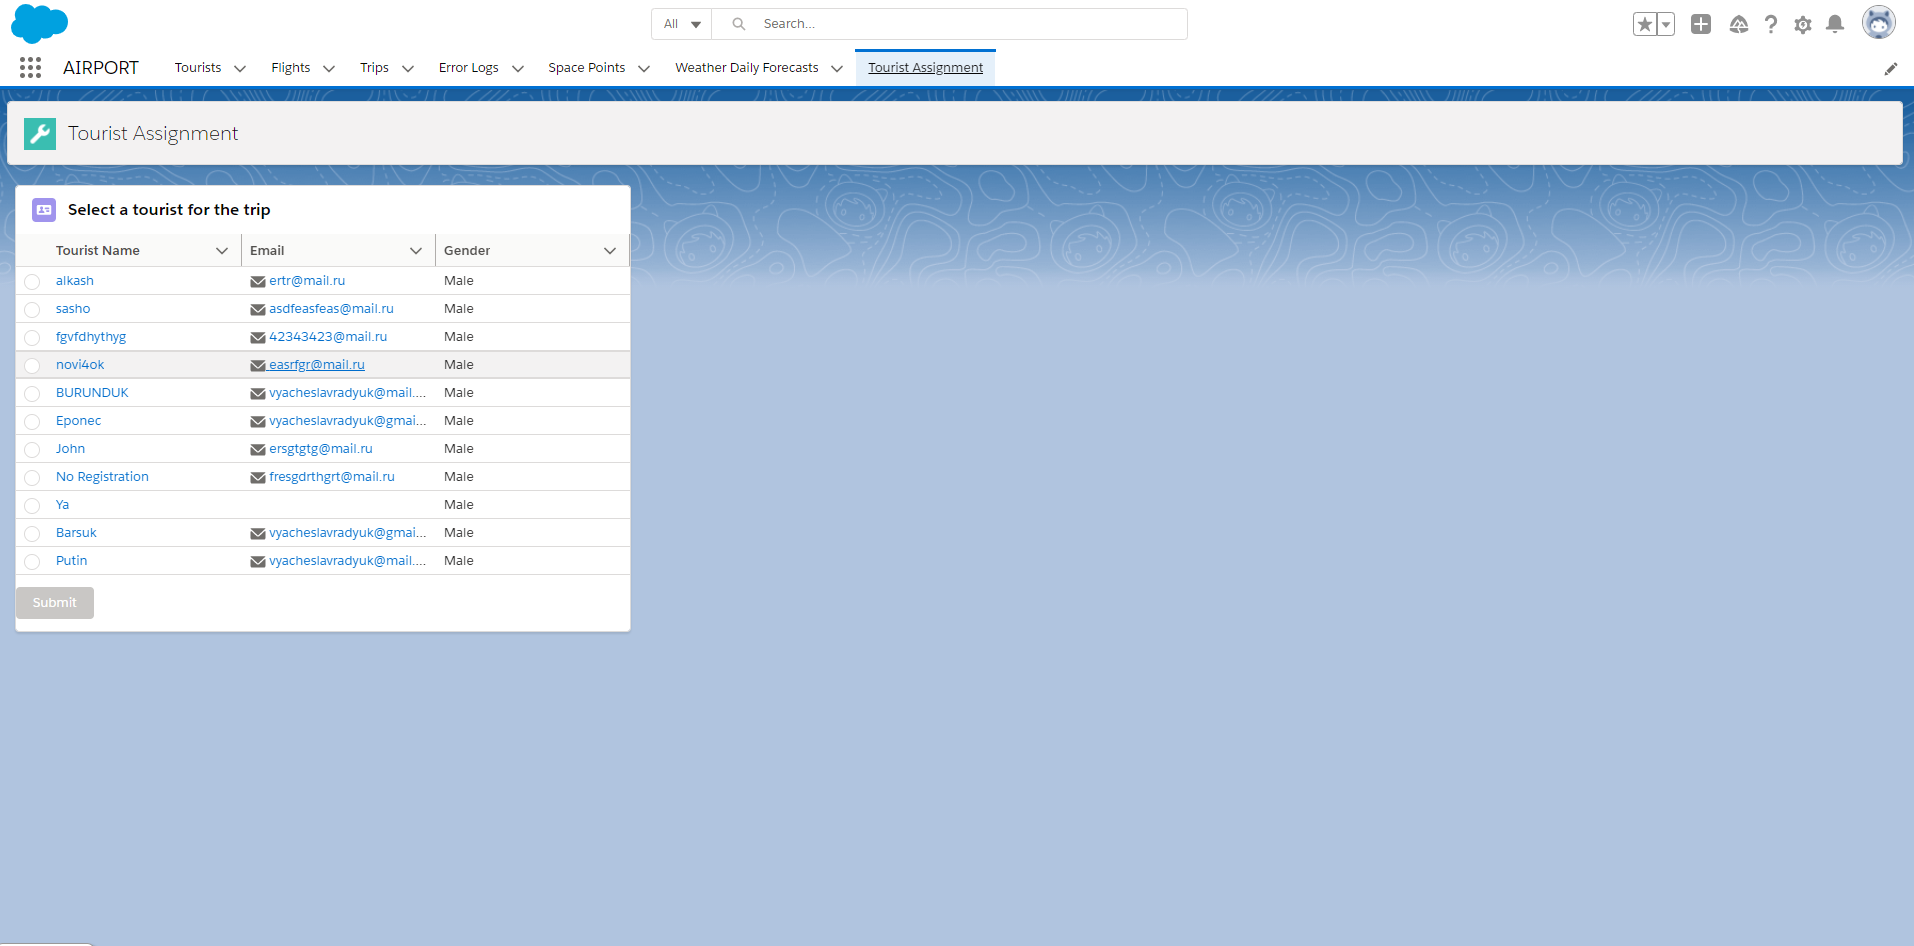 All Search...
AIRPORT Tourists Flights Trips Error Logs Space Points Weather Daily Forecasts Tourist Assignment
Tourist Assignment
Select a tourist for the trip
Tourist Name Email Gender
alkash ertr@mail.ru Male
sasho asdfeasfeas@mail.ru Male
fgvfdhythyg 42343423@mail.ru Male
novi4ok easrfgr@mail.ru Male
BURUNDUK vyacheslavradyuk@mail.... Male
Eponec vyacheslavradyuk@gmai... Male
John ersgtgtg@mail.ru Male
No Registration fresgdrthgrt@mail.ru Male
Ya Male
Barsuk vyacheslavradyuk@gmai... Male
Putin vyacheslavradyuk@mail.... Male
Submit